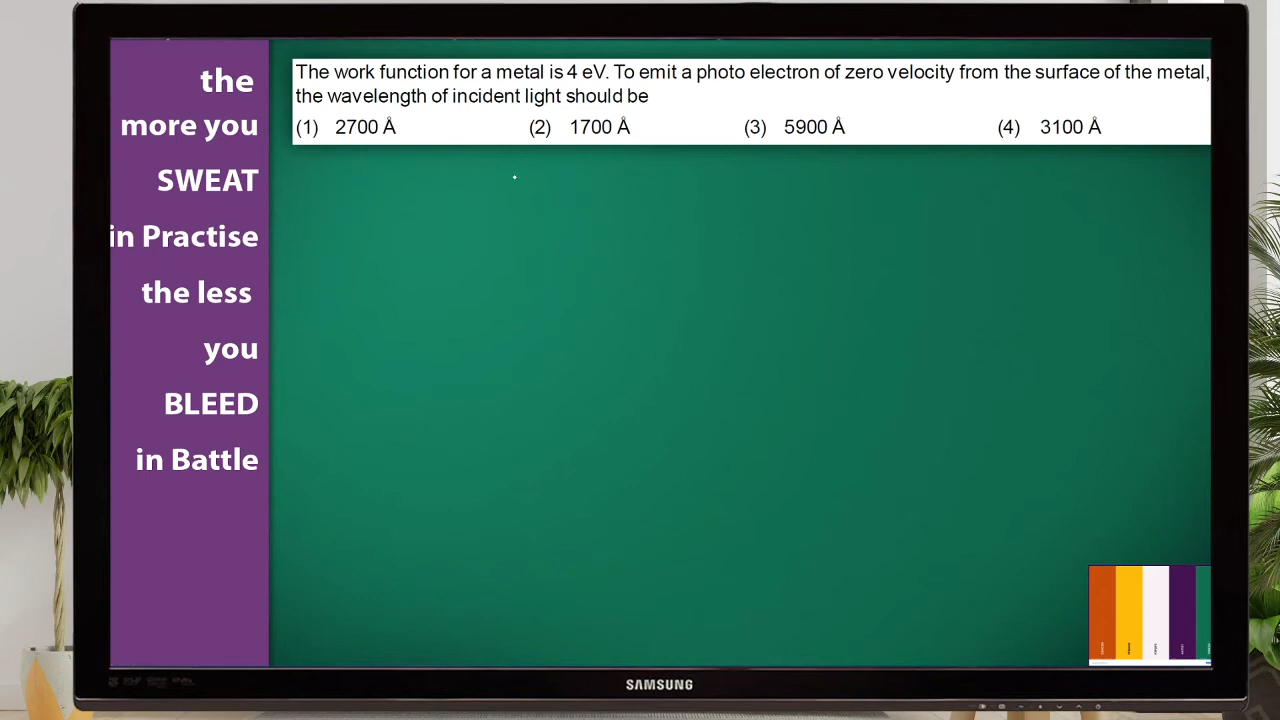 the
more you
SWEAT
in Practise
the less
you
BLEED
in Battle
The work function for a metal is 4 eV. To emit a photo electron of zero velocity from the surface of the metal,
the wavelength of incident light should be
(1) 2700 Å (2) 1700 Å (3) 5900 Å (4) 3100 Å
SAMSUNG